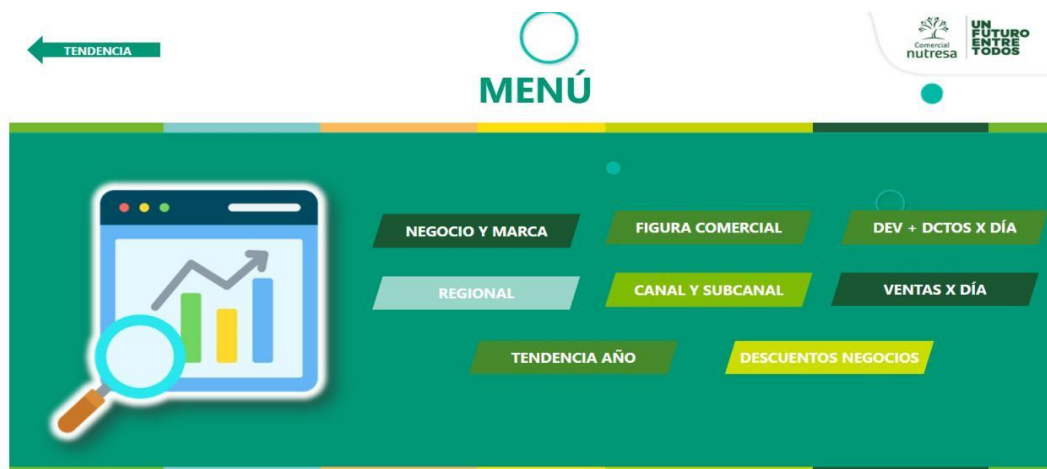 TENDENCIA
MENÚ
Comercial
nutresa
UN
FUTURO
ENTRE
TODOS
NEGOCIO Y MARCA
FIGURA COMERCIAL
DEV + DCTOS X DÍA
REGIONAL
CANAL Y SUBCANAL
VENTAS X DÍA
TENDENCIA AÑO
DESCUENTOS NEGOCIOS